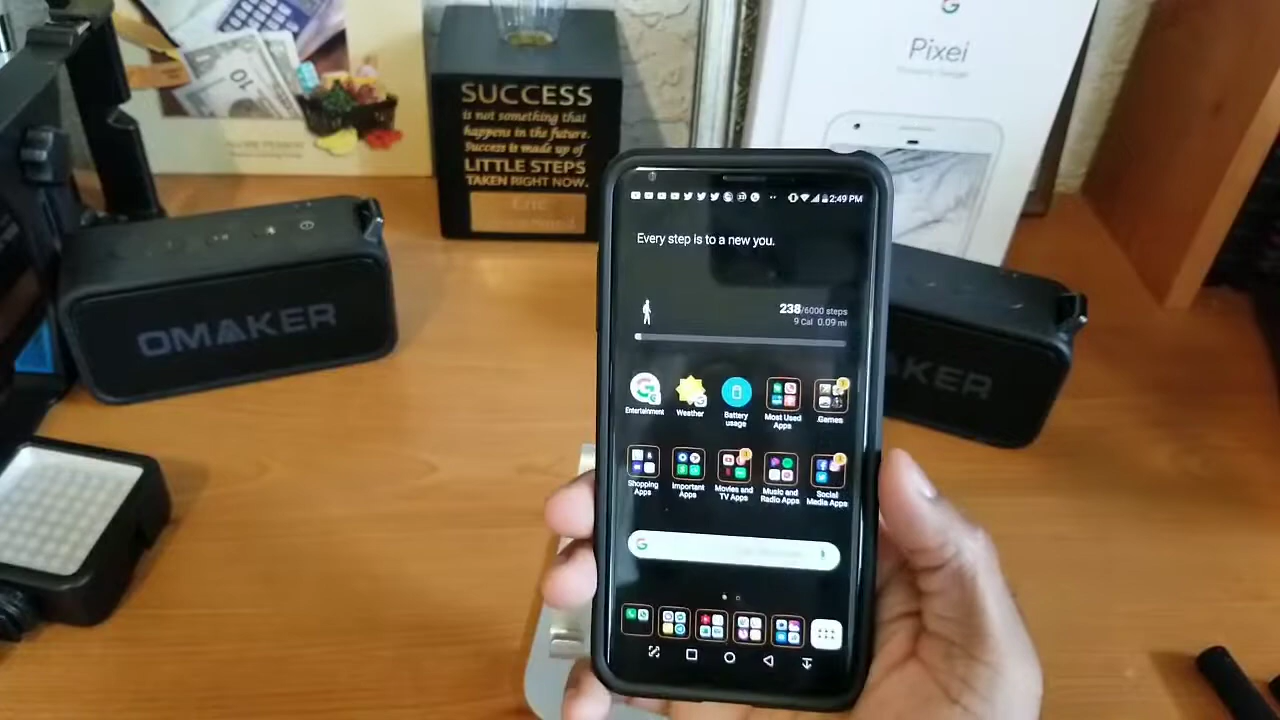 10
SUCCESS
is not something that
happens in the future.
Success is made up of
LITTLE STEPS
TAKEN RIGHT NOW.
Eric
G
Pixel
OMAKER
KER
2:49 PM
Every step is to a new you.
238/6000 steps
9 Cal 0.09 mi
Entertainment
Weather
Battery usage
Most Used Apps
Games
Shopping Apps
Important Apps
Movies and TV Apps
Music and Radio Apps
Social Media Apps
G